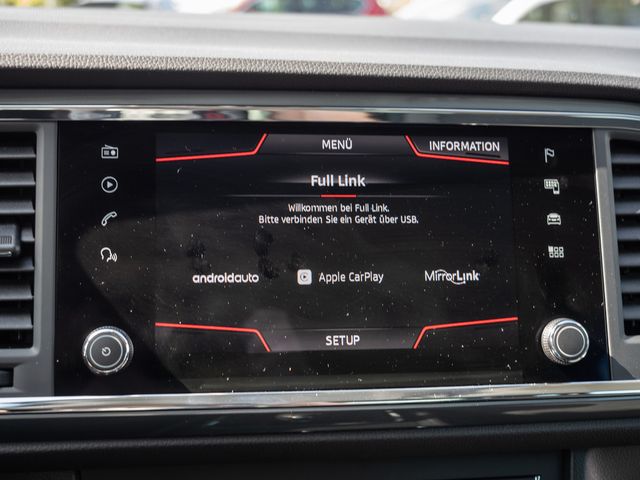 MENÜ
INFORMATION
Full Link
Willkommen bei Full Link.
Bitte verbinden Sie ein Gerät über USB.
androidauto
Apple CarPlay
MirrorLink
SETUP